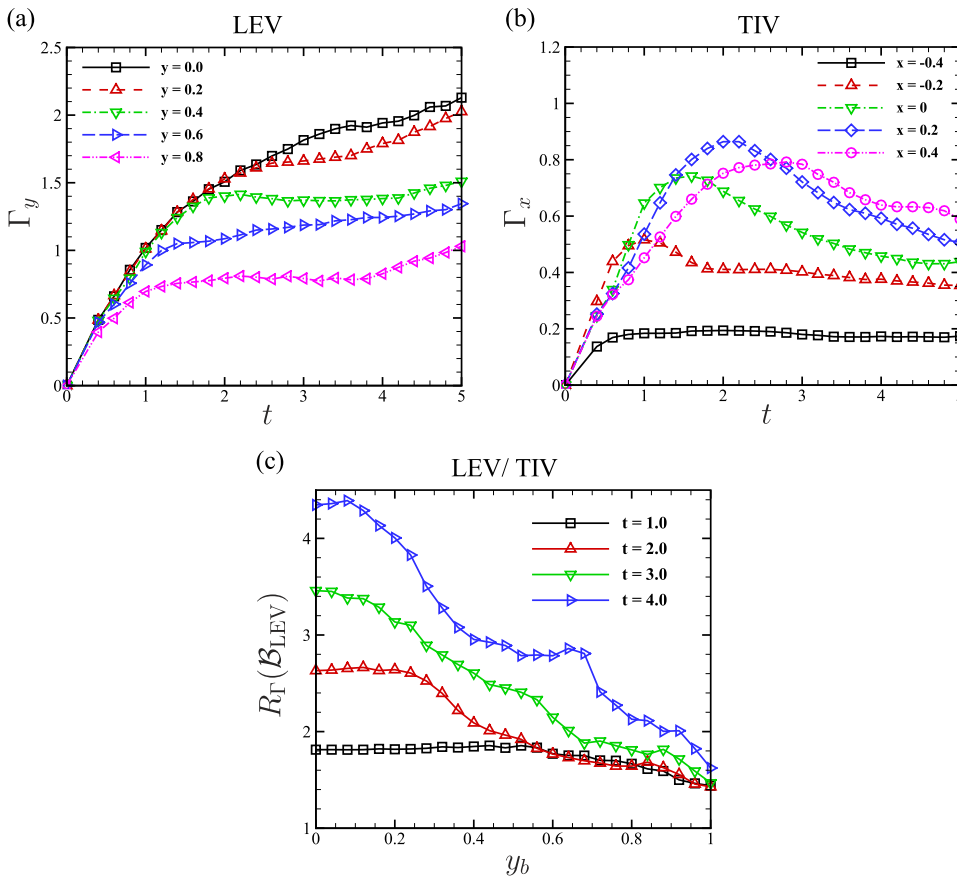 (a)
LEV
2.5
2
1.5
1
0.5
0
0
1
2
3
4
5
Γy
t
y = 0.0
y = 0.2
y = 0.4
y = 0.6
y = 0.8
(b)
TIV
1.2
1
0.8
0.6
0.4
0.2
0
0
1
2
3
4
5
Γx
t
x = -0.4
x = -0.2
x = 0
x = 0.2
x = 0.4
(c)
LEV/ TIV
4
3
2
1
0
0.2
0.4
0.6
0.8
1
RΓ(ℬLEV)
yb
t = 1.0
t = 2.0
t = 3.0
t = 4.0